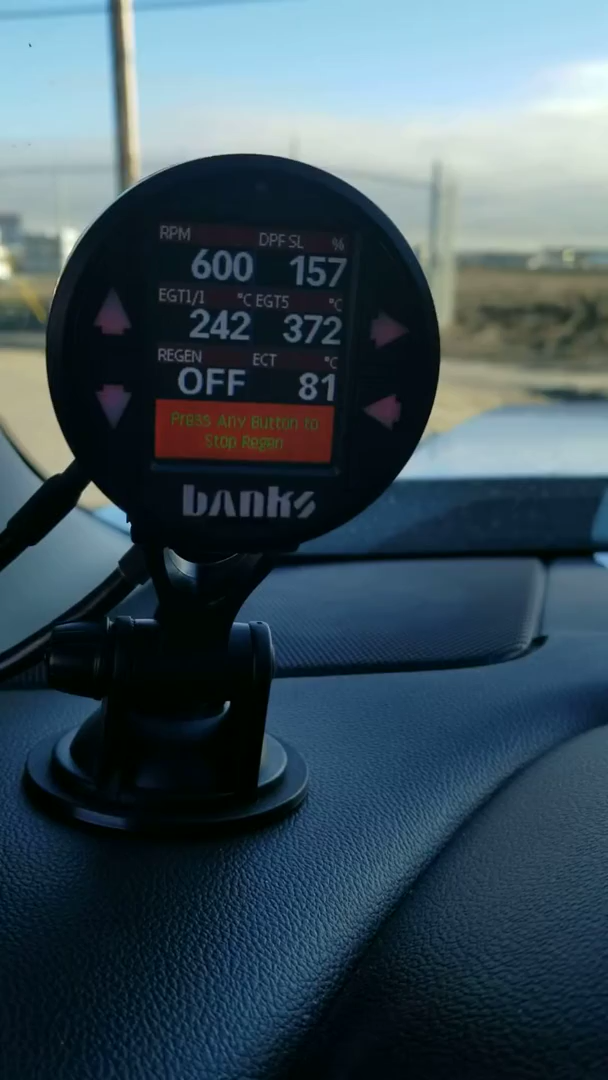 RPM DPF SL %
600 157
EGT1/1 °C EGT5 °C
242 372
REGEN ECT °C
OFF 81
Press Any Button to
Stop Regen
banks